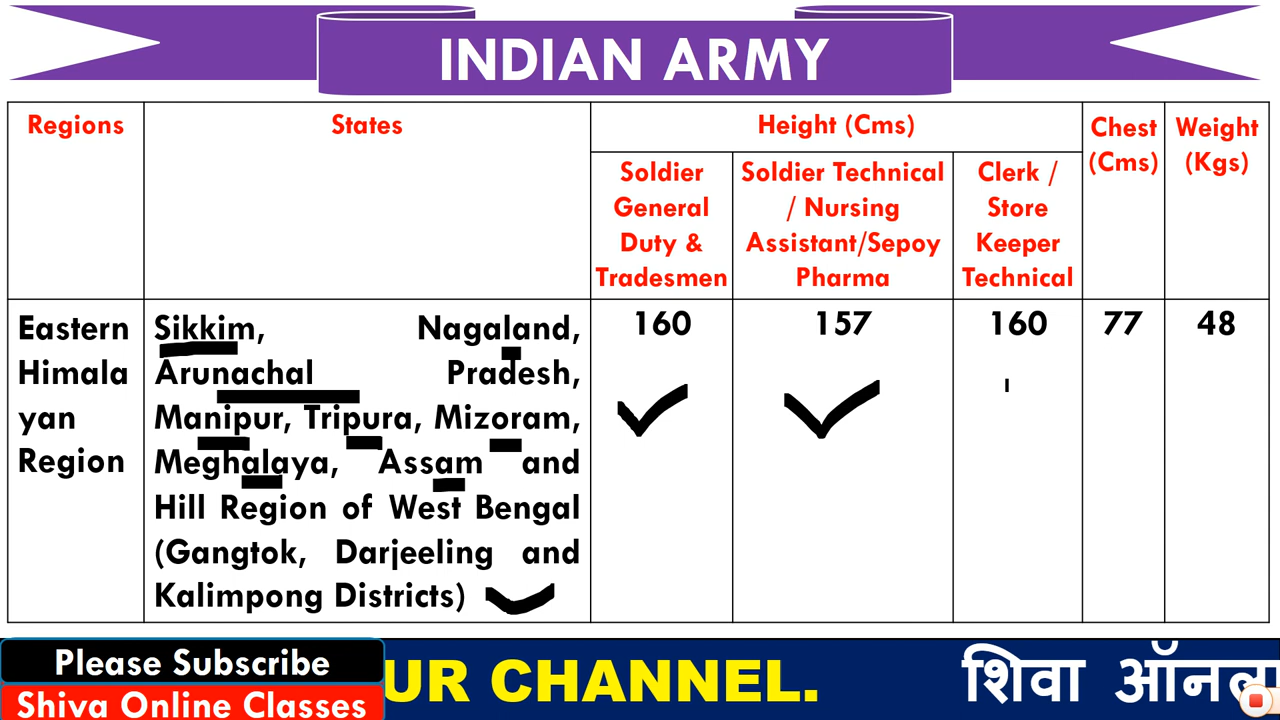 INDIAN ARMY
Regions
States
Height (Cms)
Chest
(Cms)
Weight
(Kgs)
Soldier
General
Duty &
Tradesmen
Soldier Technical
/ Nursing
Assistant/Sepoy
Pharma
Clerk /
Store
Keeper
Technical
Eastern
Himala
yan
Region
Sikkim, Nagaland,
Arunachal Pradesh,
Manipur, Tripura, Mizoram,
Meghalaya, Assam and
Hill Region of West Bengal
(Gangtok, Darjeeling and
Kalimpong Districts)
160
157
160
77
48
Please Subscribe
Shiva Online Classes
UR CHANNEL.
शिवा